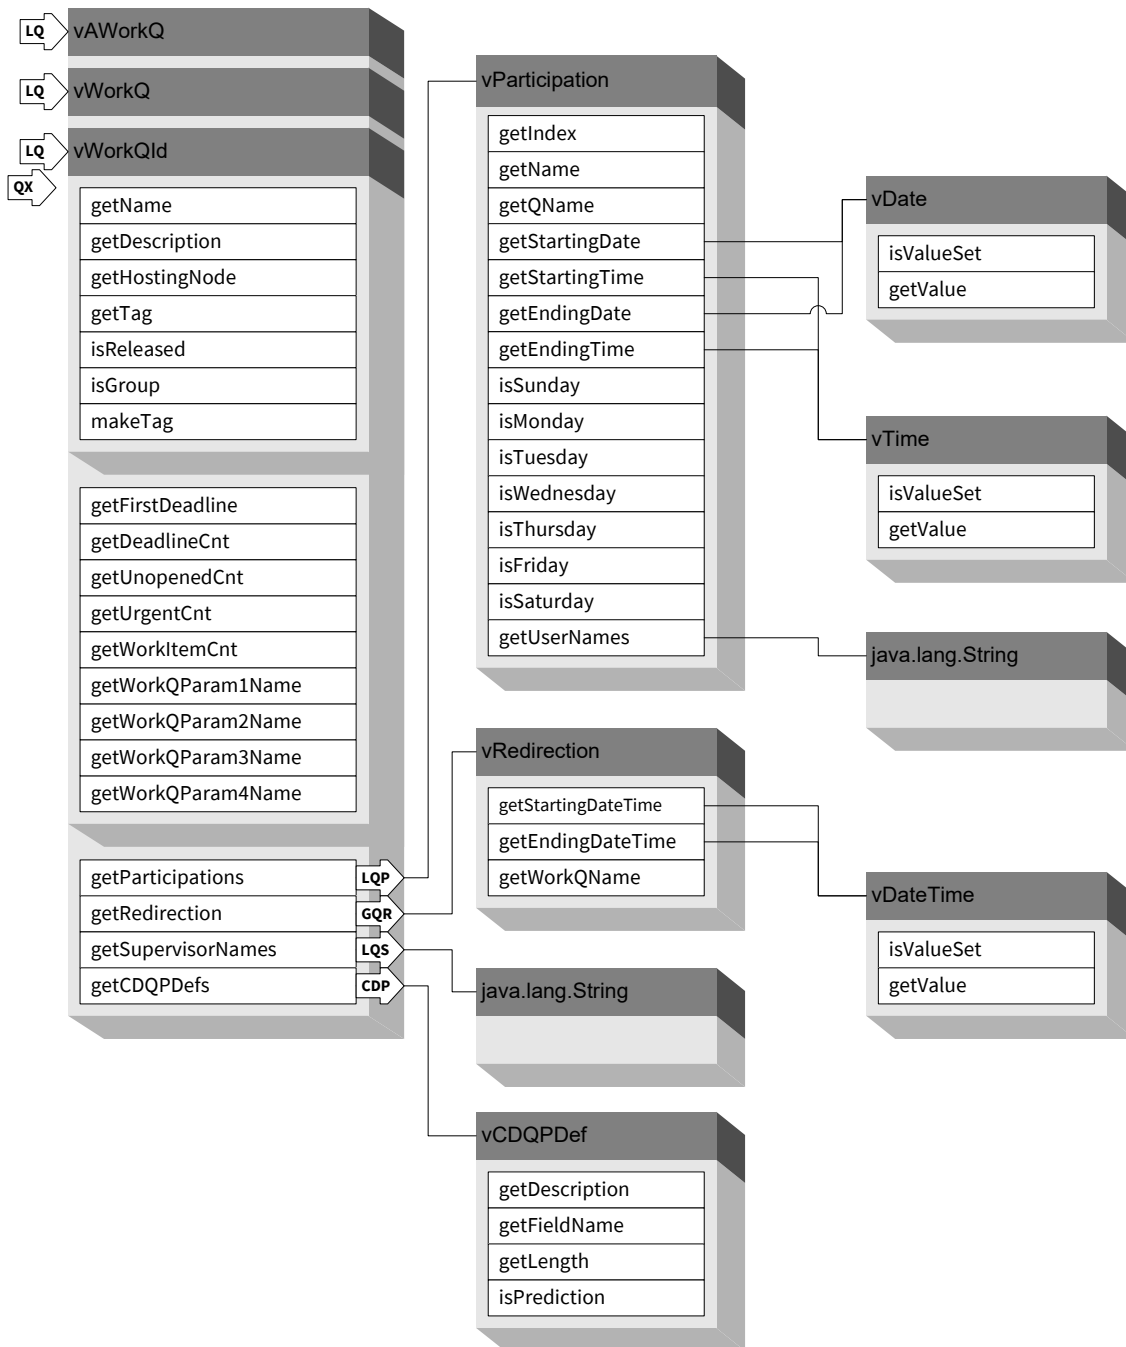 LQ
vAWorkQ
LQ
vWorkQ
LQ
vWorkQId
QX
getName
getDescription
getHostingNode
getTag
isReleased
isGroup
makeTag
getFirstDeadline
getDeadlineCnt
getUnopenedCnt
getUrgentCnt
getWorkItemCnt
getWorkQParam1Name
getWorkQParam2Name
getWorkQParam3Name
getWorkQParam4Name
getParticipations
LQP
getRedirection
GQR
getSupervisorNames
LQS
getCDQPDefs
CDP
vParticipation
getIndex
getName
getQName
getStartingDate
getStartingTime
getEndingDate
getEndingTime
isSunday
isMonday
isTuesday
isWednesday
isThursday
isFriday
isSaturday
getUserNames
vRedirection
getStartingDateTime
getEndingDateTime
getWorkQName
java.lang.String
vCDQPDef
getDescription
getFieldName
getLength
isPrediction
vDate
isValueSet
getValue
vTime
isValueSet
getValue
java.lang.String
vDateTime
isValueSet
getValue